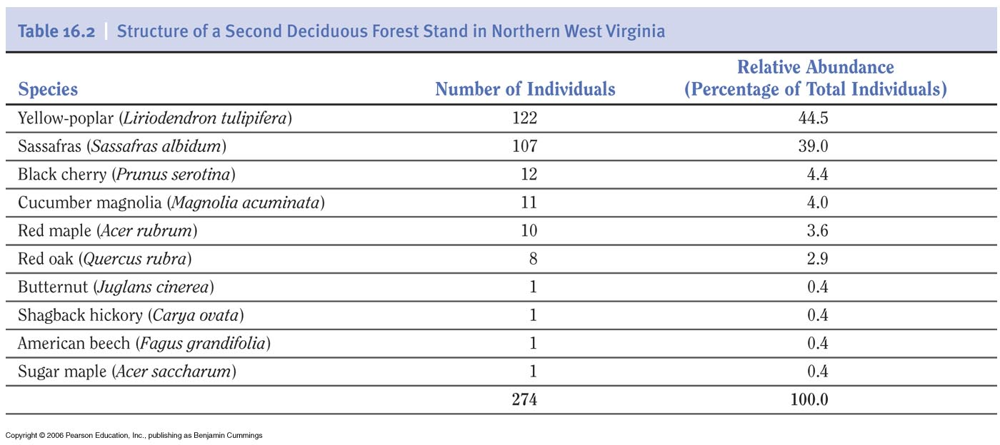 Table 16.2 | Structure of a Second Deciduous Forest Stand in Northern West Virginia
Relative Abundance
Species Number of Individuals (Percentage of Total Individuals)
Yellow-poplar (Liriodendron tulipifera) 122 44.5
Sassafras (Sassafras albidum) 107 39.0
Black cherry (Prunus serotina) 12 4.4
Cucumber magnolia (Magnolia acuminata) 11 4.0
Red maple (Acer rubrum) 10 3.6
Red oak (Quercus rubra) 8 2.9
Butternut (Juglans cinerea) 1 0.4
Shagback hickory (Carya ovata) 1 0.4
American beech (Fagus grandifolia) 1 0.4
Sugar maple (Acer saccharum) 1 0.4
274 100.0
Copyright © 2006 Pearson Education, Inc., publishing as Benjamin Cummings